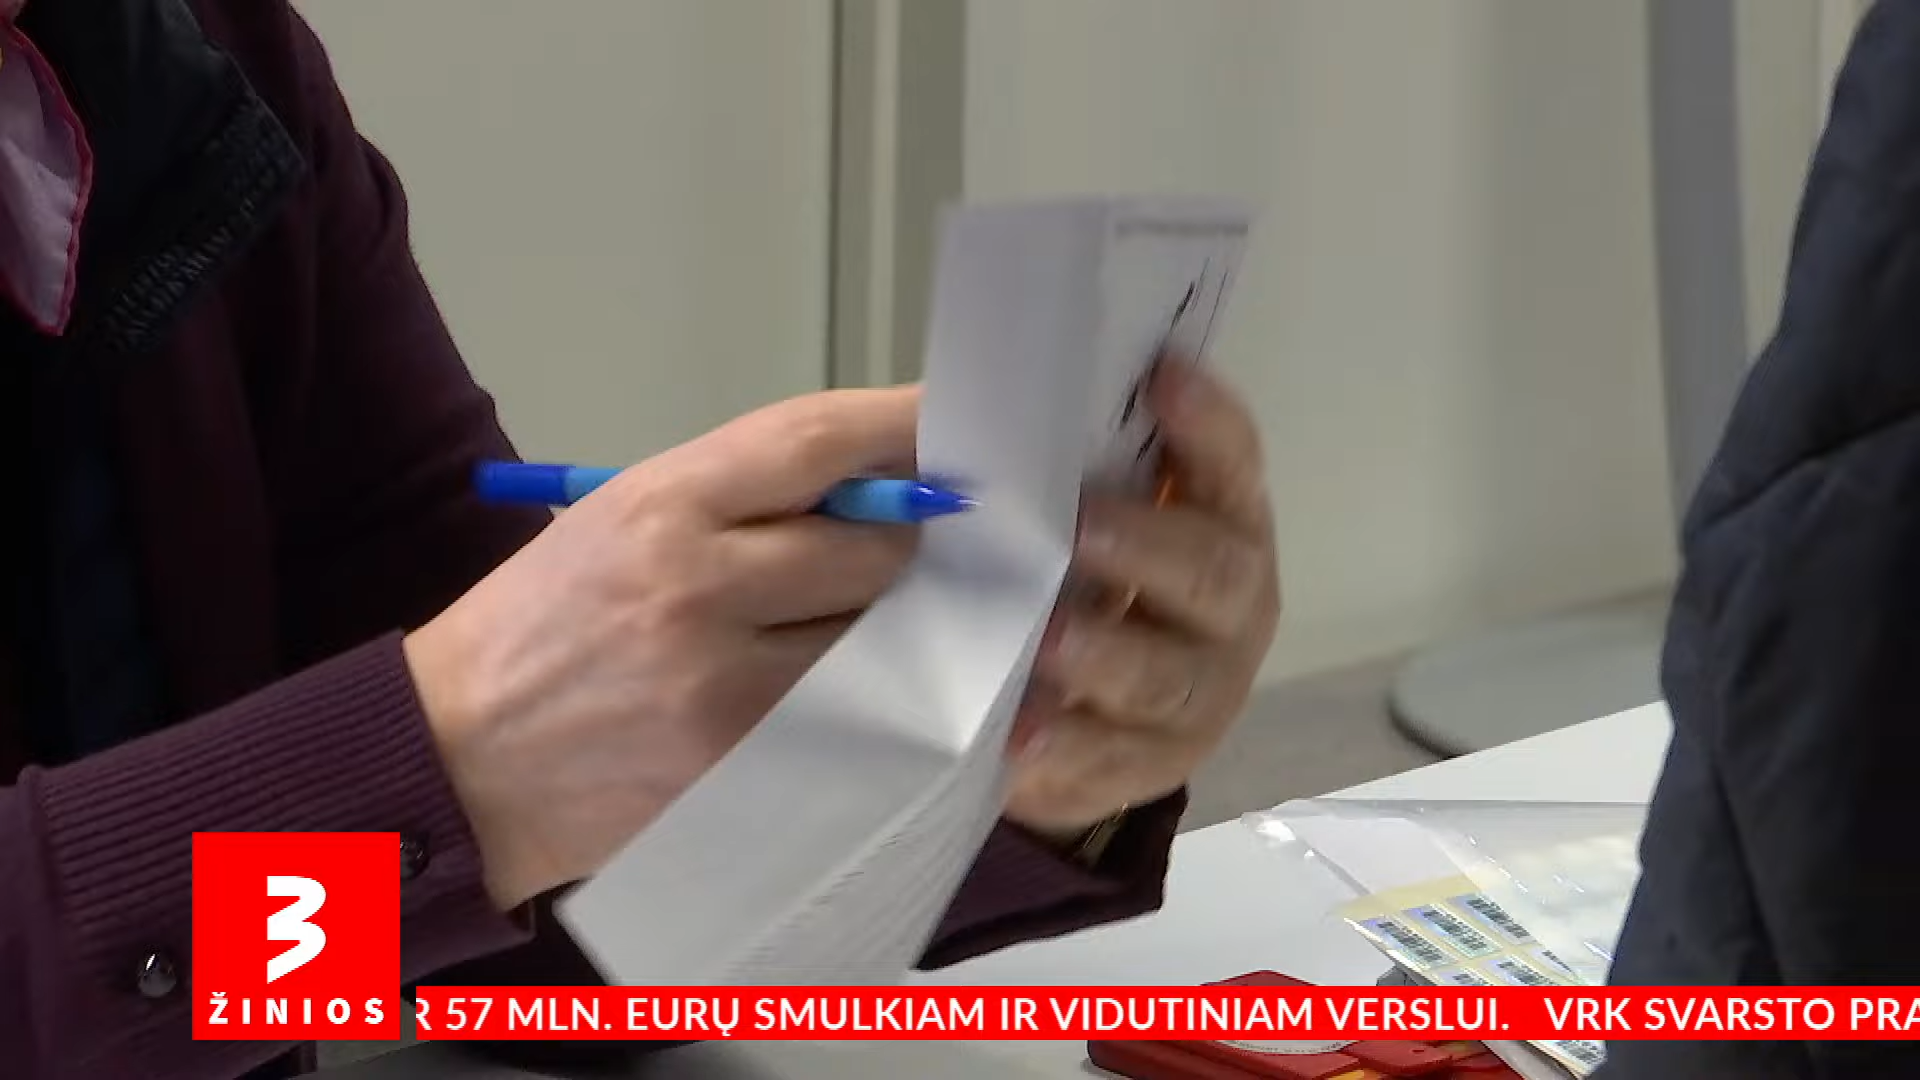 3
ŽINIOS
57 MLN. EURŲ SMULKIAM IR VIDUTINIAM VERSLUI. VRK SVARSTO